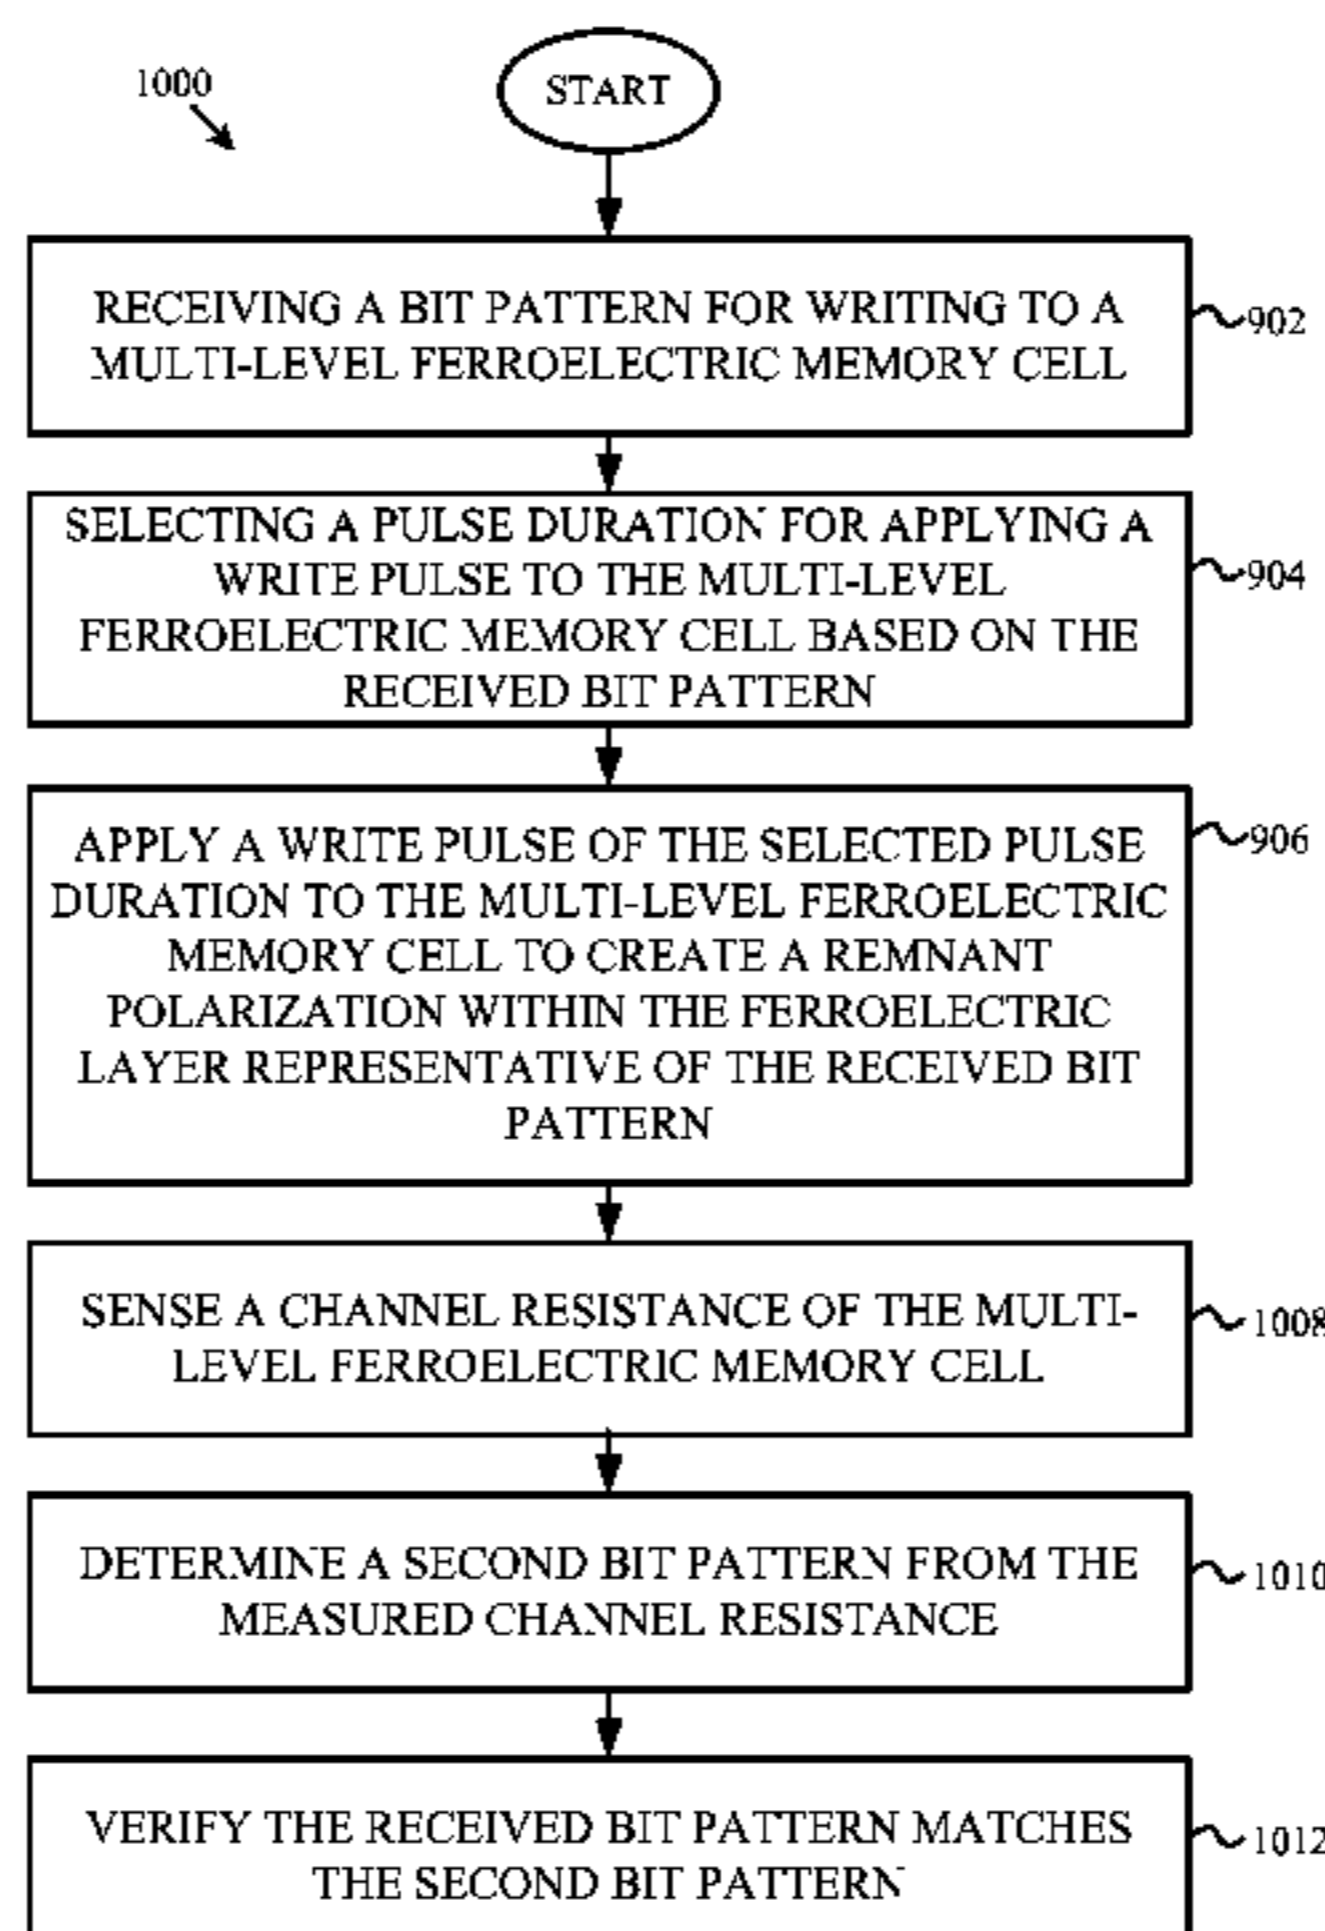 1000
START
RECEIVING A BIT PATTERN FOR WRITING TO A
MULTI-LEVEL FERROELECTRIC MEMORY CELL
902
SELECTING A PULSE DURATION FOR APPLYING A
WRITE PULSE TO THE MULTI-LEVEL
FERROELECTRIC MEMORY CELL BASED ON THE
RECEIVED BIT PATTERN
904
APPLY A WRITE PULSE OF THE SELECTED PULSE
DURATION TO THE MULTI-LEVEL FERROELECTRIC
MEMORY CELL TO CREATE A REMNANT
POLARIZATION WITHIN THE FERROELECTRIC
LAYER REPRESENTATIVE OF THE RECEIVED BIT
PATTERN
906
SENSE A CHANNEL RESISTANCE OF THE MULTI-
LEVEL FERROELECTRIC MEMORY CELL
1008
DETERMINE A SECOND BIT PATTERN FROM THE
MEASURED CHANNEL RESISTANCE
1010
VERIFY THE RECEIVED BIT PATTERN MATCHES
THE SECOND BIT PATTERN
1012